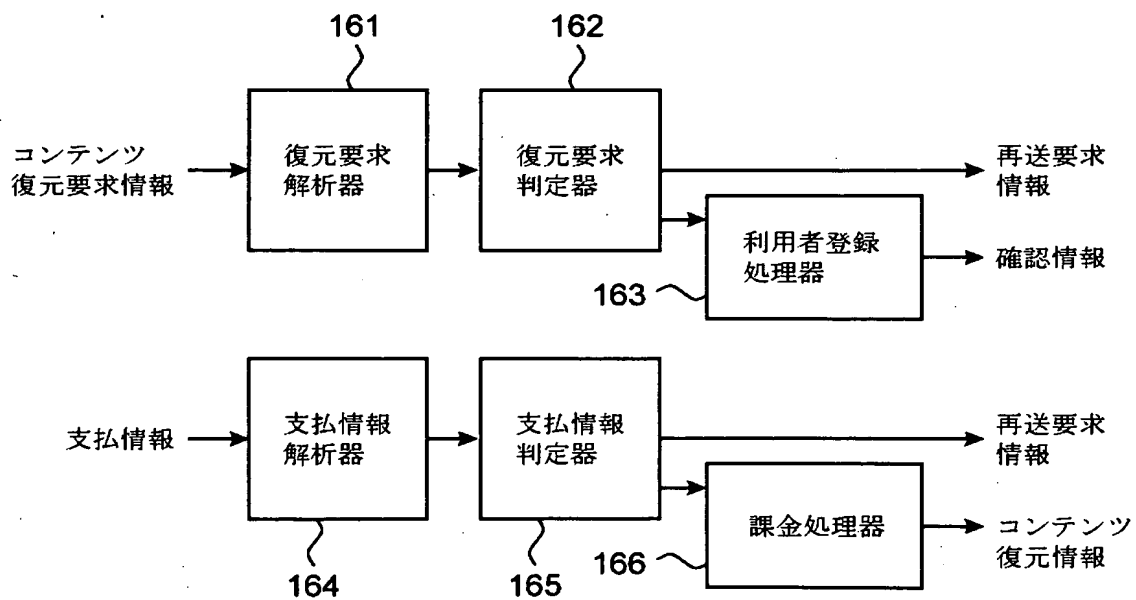 161
162
コンテンツ
復元要求情報
復元要求
解析器
復元要求
判定器
再送要求
情報
利用者登録
処理器
確認情報
163
支払情報
支払情報
解析器
支払情報
判定器
再送要求
情報
課金処理器
コンテンツ
復元情報
164
165
166